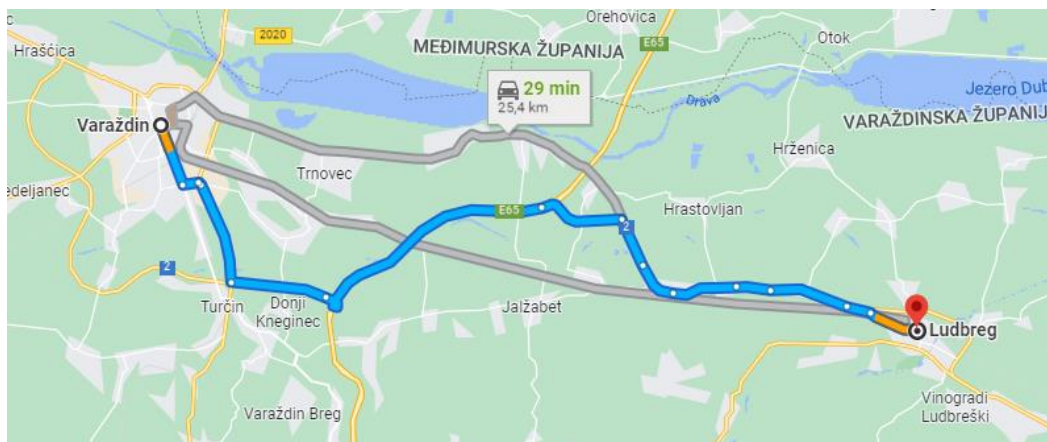 Orehovica
Hrašćica
2020
E65
MEĐIMURSKA ŽUPANIJA
Otok
29 min
25,4 km
Jezero Dub
Drava
Varaždin
VARAŽDINSKA ŽUPANIJ
Hrženica
Trnovec
edeljanec
E65
Hrastovljan
2
2
Turčin
Donji
Kneginec
Jalžabet
Ludbreg
Varaždin Breg
Vinogradi
Ludbreški